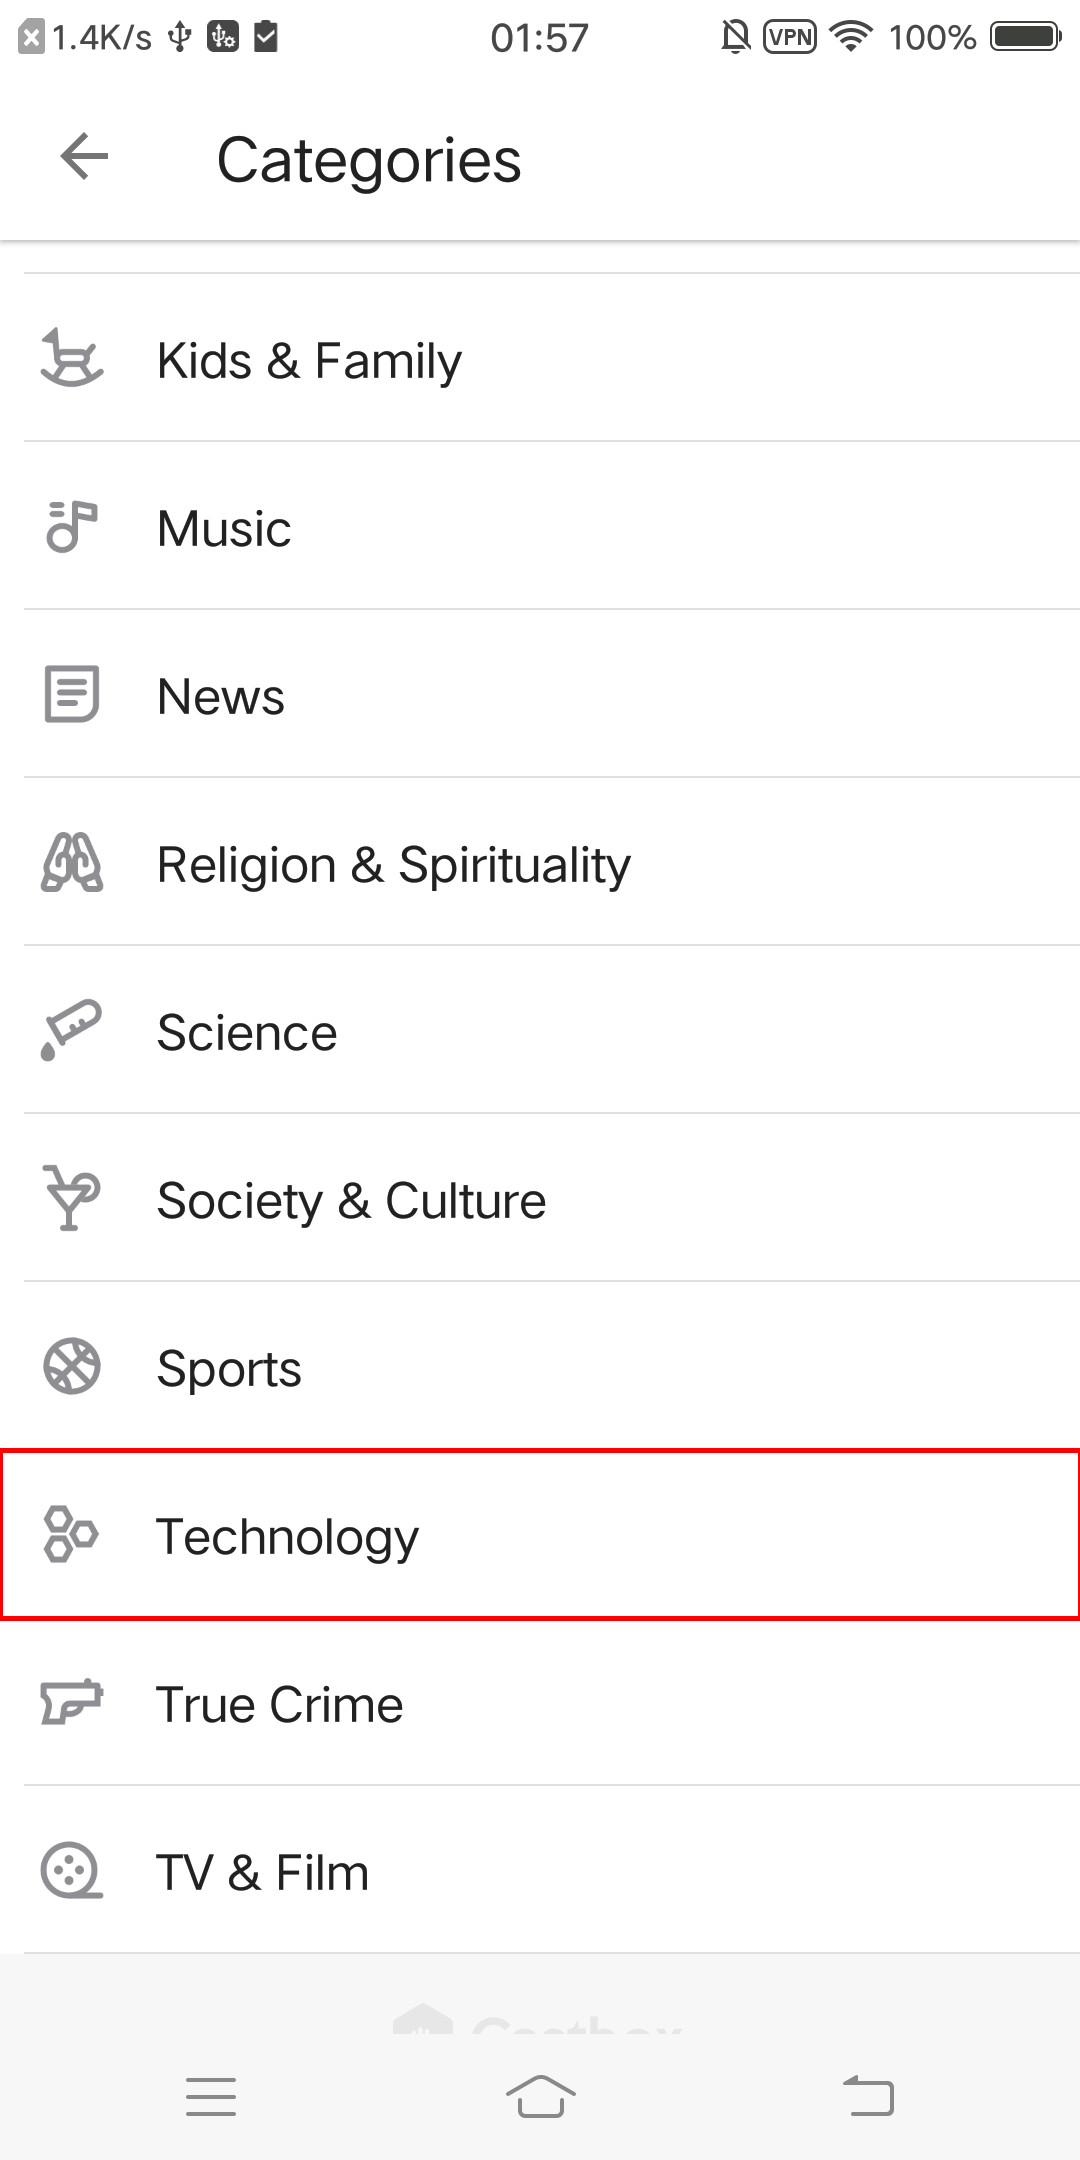 1.4K/s 01:57 VPN 100%
Categories
Kids & Family
Music
News
Religion & Spirituality
Science
Society & Culture
Sports
Technology
True Crime
TV & Film
Castbox